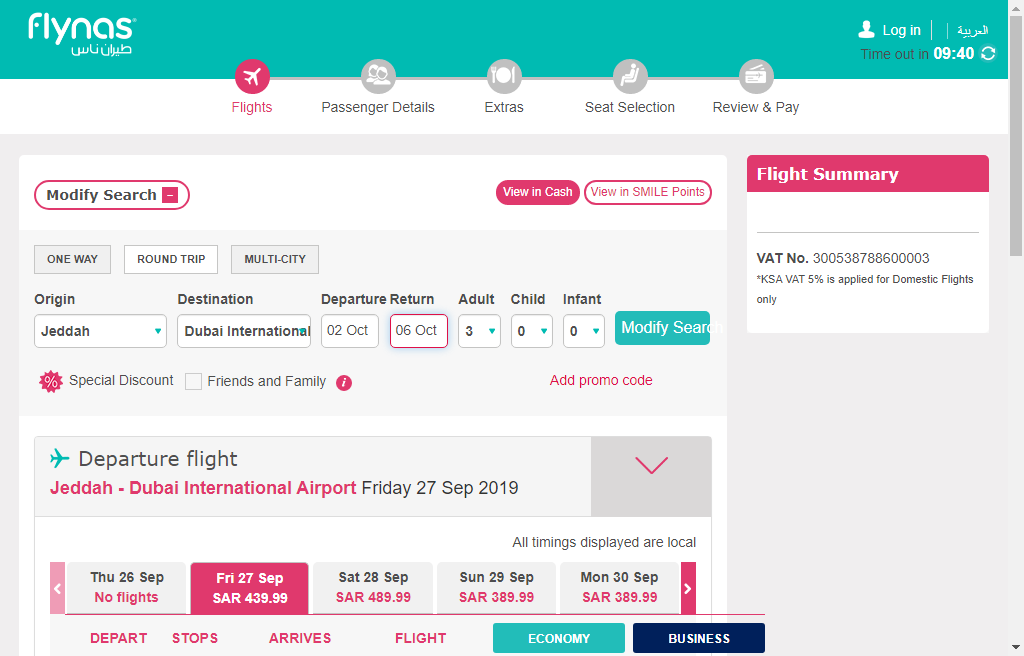 flynas
طيران ناس
Log in
العربية
Time out in 09:40
Flights
Passenger Details
Extras
Seat Selection
Review & Pay
Modify Search
View in Cash
View in SMILE Points
Flight Summary
ONE WAY
ROUND TRIP
MULTI-CITY
VAT No. 300538788600003
*KSA VAT 5% is applied for Domestic Flights
only
Origin
Destination
Departure
Return
Adult
Child
Infant
Jeddah
Dubai International
02 Oct
06 Oct
3
0
0
Modify Search
Special Discount
Friends and Family
i
Add promo code
Departure flight
Jeddah - Dubai International Airport Friday 27 Sep 2019
All timings displayed are local
Thu 26 Sep
No flights
Fri 27 Sep
SAR 439.99
Sat 28 Sep
SAR 489.99
Sun 29 Sep
SAR 389.99
Mon 30 Sep
SAR 389.99
DEPART
STOPS
ARRIVES
FLIGHT
ECONOMY
BUSINESS